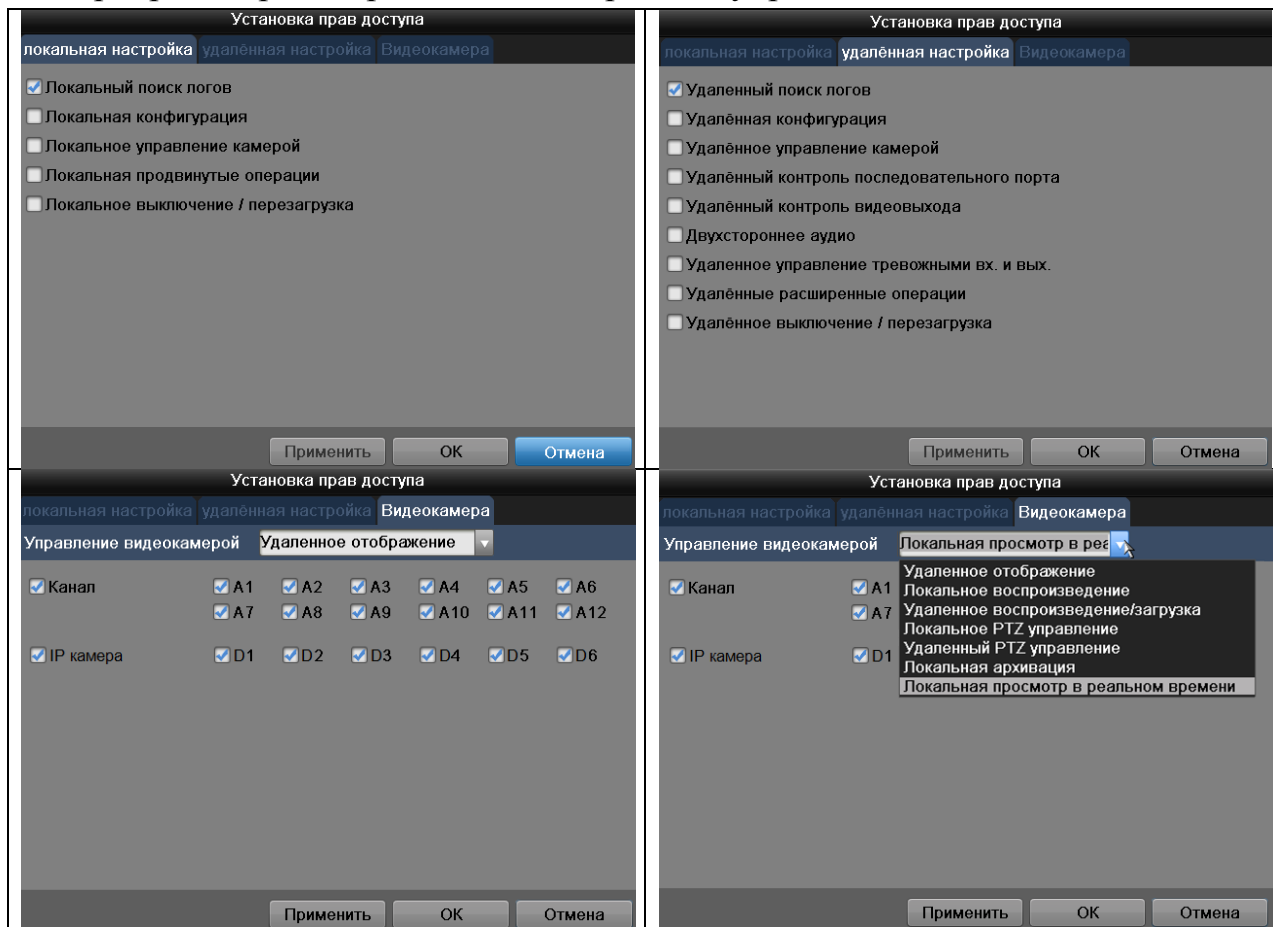 Установка прав доступа
локальная настройка удалённая настройка Видеокамера
Локальный поиск логов
Локальная конфигурация
Локальное управление камерой
Локальная продвинутые операции
Локальное выключение / перезагрузка
Применить OK Отмена
Установка прав доступа
локальная настройка удалённая настройка Видеокамера
Удаленный поиск логов
Удалённая конфигурация
Удалённое управление камерой
Удалённый контроль последовательного порта
Удалённый контроль видеовыхода
Двухстороннее аудио
Удаленное управление тревожными вх. и вых.
Удалённые расширенные операции
Удалённое выключение / перезагрузка
Применить OK Отмена
Установка прав доступа
локальная настройка удалённая настройка Видеокамера
Управление видеокамерой Удаленное отображение
Канал A1 A2 A3 A4 A5 A6
A7 A8 A9 A10 A11 A12
IP камера D1 D2 D3 D4 D5 D6
Применить OK Отмена
Установка прав доступа
локальная настройка удалённая настройка Видеокамера
Управление видеокамерой Локальная просмотр в реа
Удаленное отображение
Канал A1 Локальное воспроизведение
A7 Удаленное воспроизведение/загрузка
Локальное PTZ управление
Удаленный PTZ управление
IP камера D1 Локальная архивация
Локальная просмотр в реальном времени
Применить OK Отмена